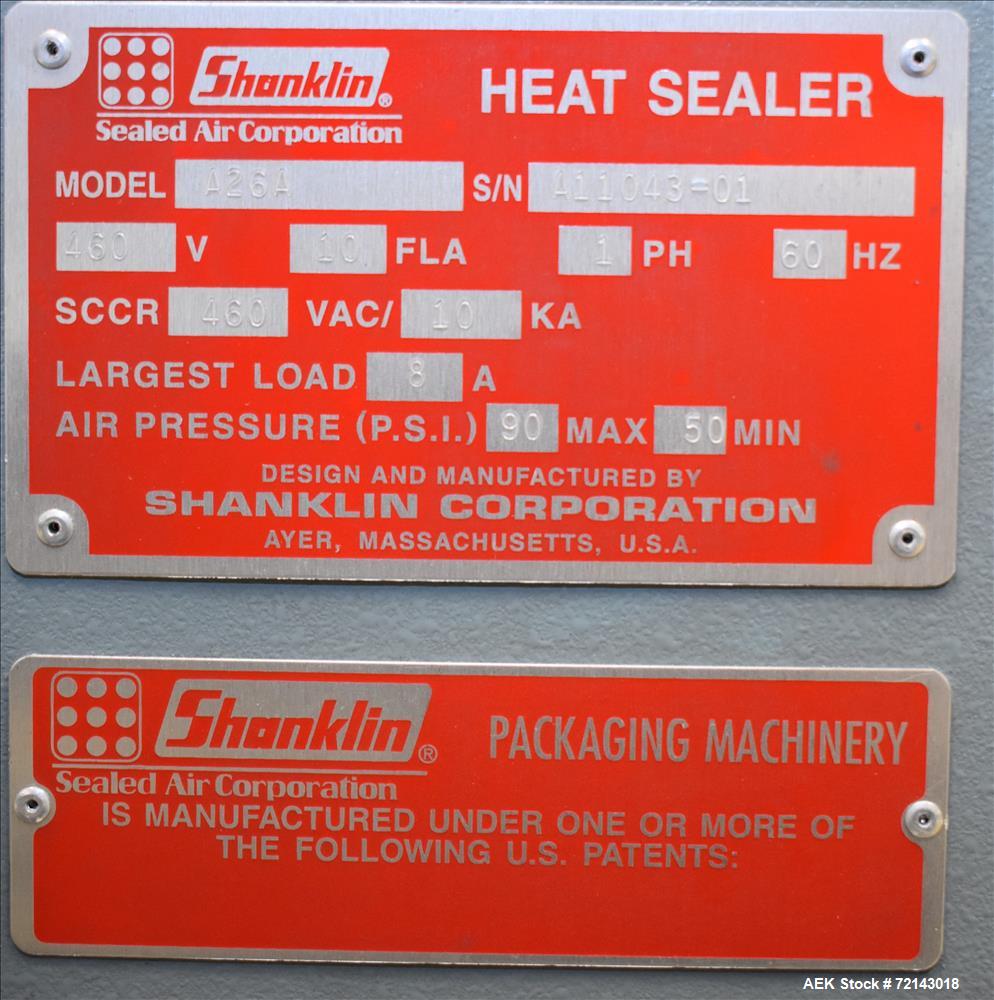 Shanklin® HEAT SEALER
Sealed Air Corporation
MODEL A26A S/N A11043-01
460 V 10 FLA 1 PH 60 HZ
SCCR 460 VAC/ 10 KA
LARGEST LOAD 8 A
AIR PRESSURE (P.S.I.) 90 MAX 50 MIN
DESIGN AND MANUFACTURED BY
SHANKLIN CORPORATION
AYER, MASSACHUSETTS, U.S.A.
Shanklin® PACKAGING MACHINERY
Sealed Air Corporation
IS MANUFACTURED UNDER ONE OR MORE OF
THE FOLLOWING U.S. PATENTS:
AEK Stock # 72143018